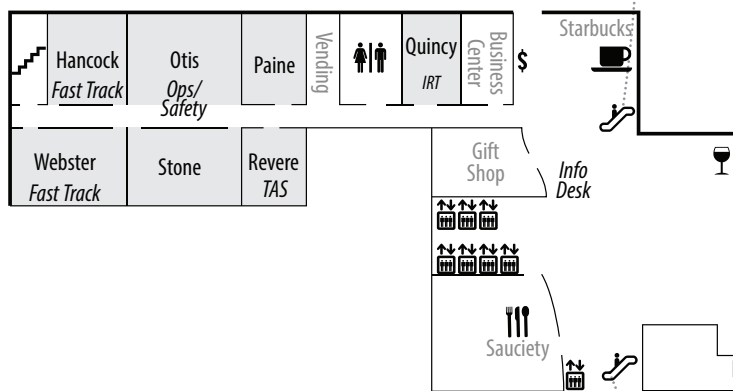 Starbucks
Hancock
Fast Track
Otis
Ops/
Safety
Paine
Vending
Quincy
IRT
Business
Center
$
Webster
Fast Track
Stone
Revere
TAS
Gift
Shop
Info
Desk
Sauciety